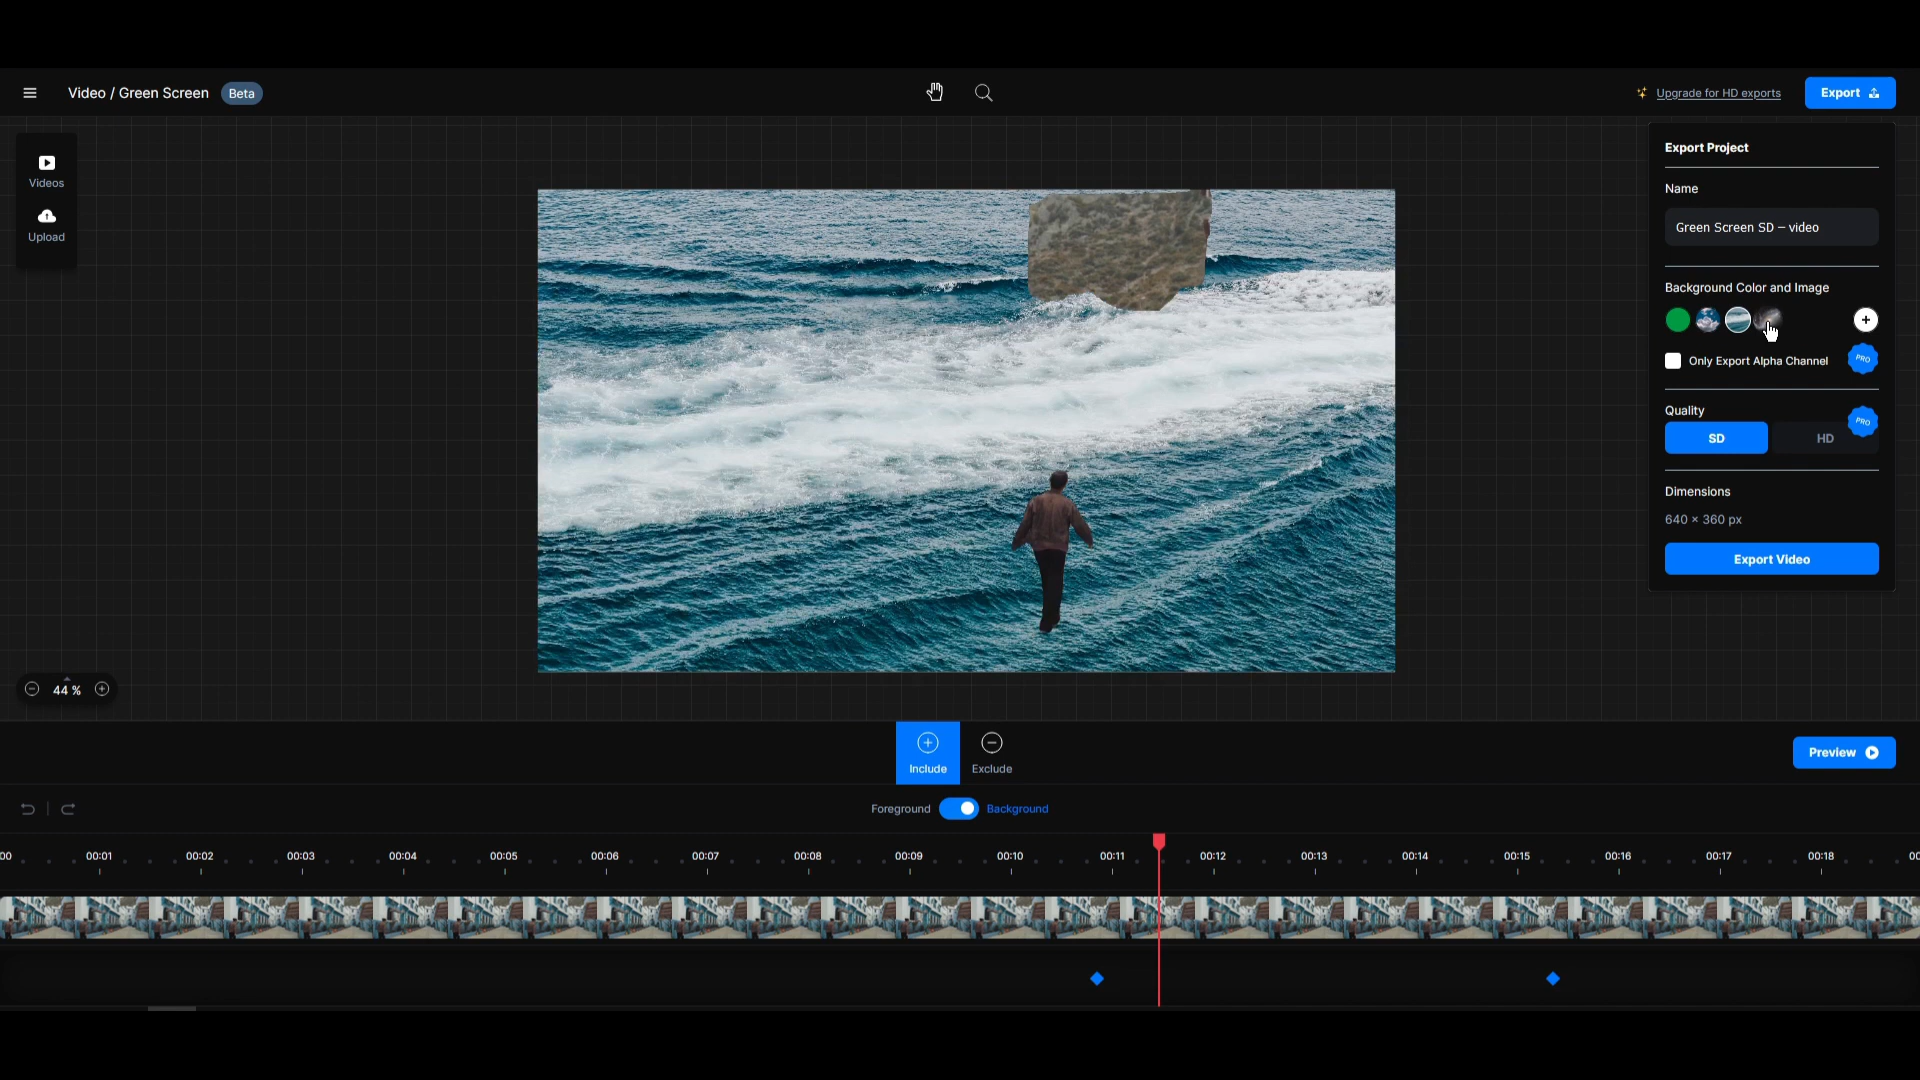 Video / Green Screen Beta
Upgrade for HD exports
Export
Videos
Upload
Export Project
Name
Green Screen SD – video
Background Color and Image
Only Export Alpha Channel PRO
Quality PRO
SD HD
Dimensions
640 × 360 px
Export Video
44 %
Include Exclude
Preview
Foreground Background
00 00:01 00:02 00:03 00:04 00:05 00:06 00:07 00:08 00:09 00:10 00:11 00:12 00:13 00:14 00:15 00:16 00:17 00:18 00